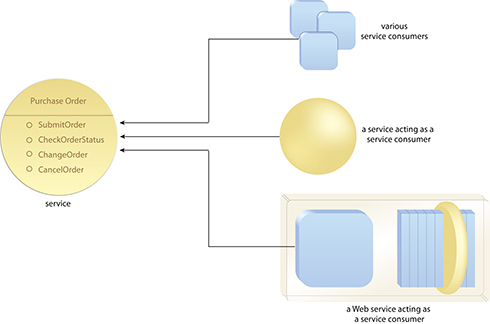 various
service consumers
Purchase Order
SubmitOrder
CheckOrderStatus
ChangeOrder
CancelOrder
service
a service acting as a
service consumer
a Web service acting as
a service consumer